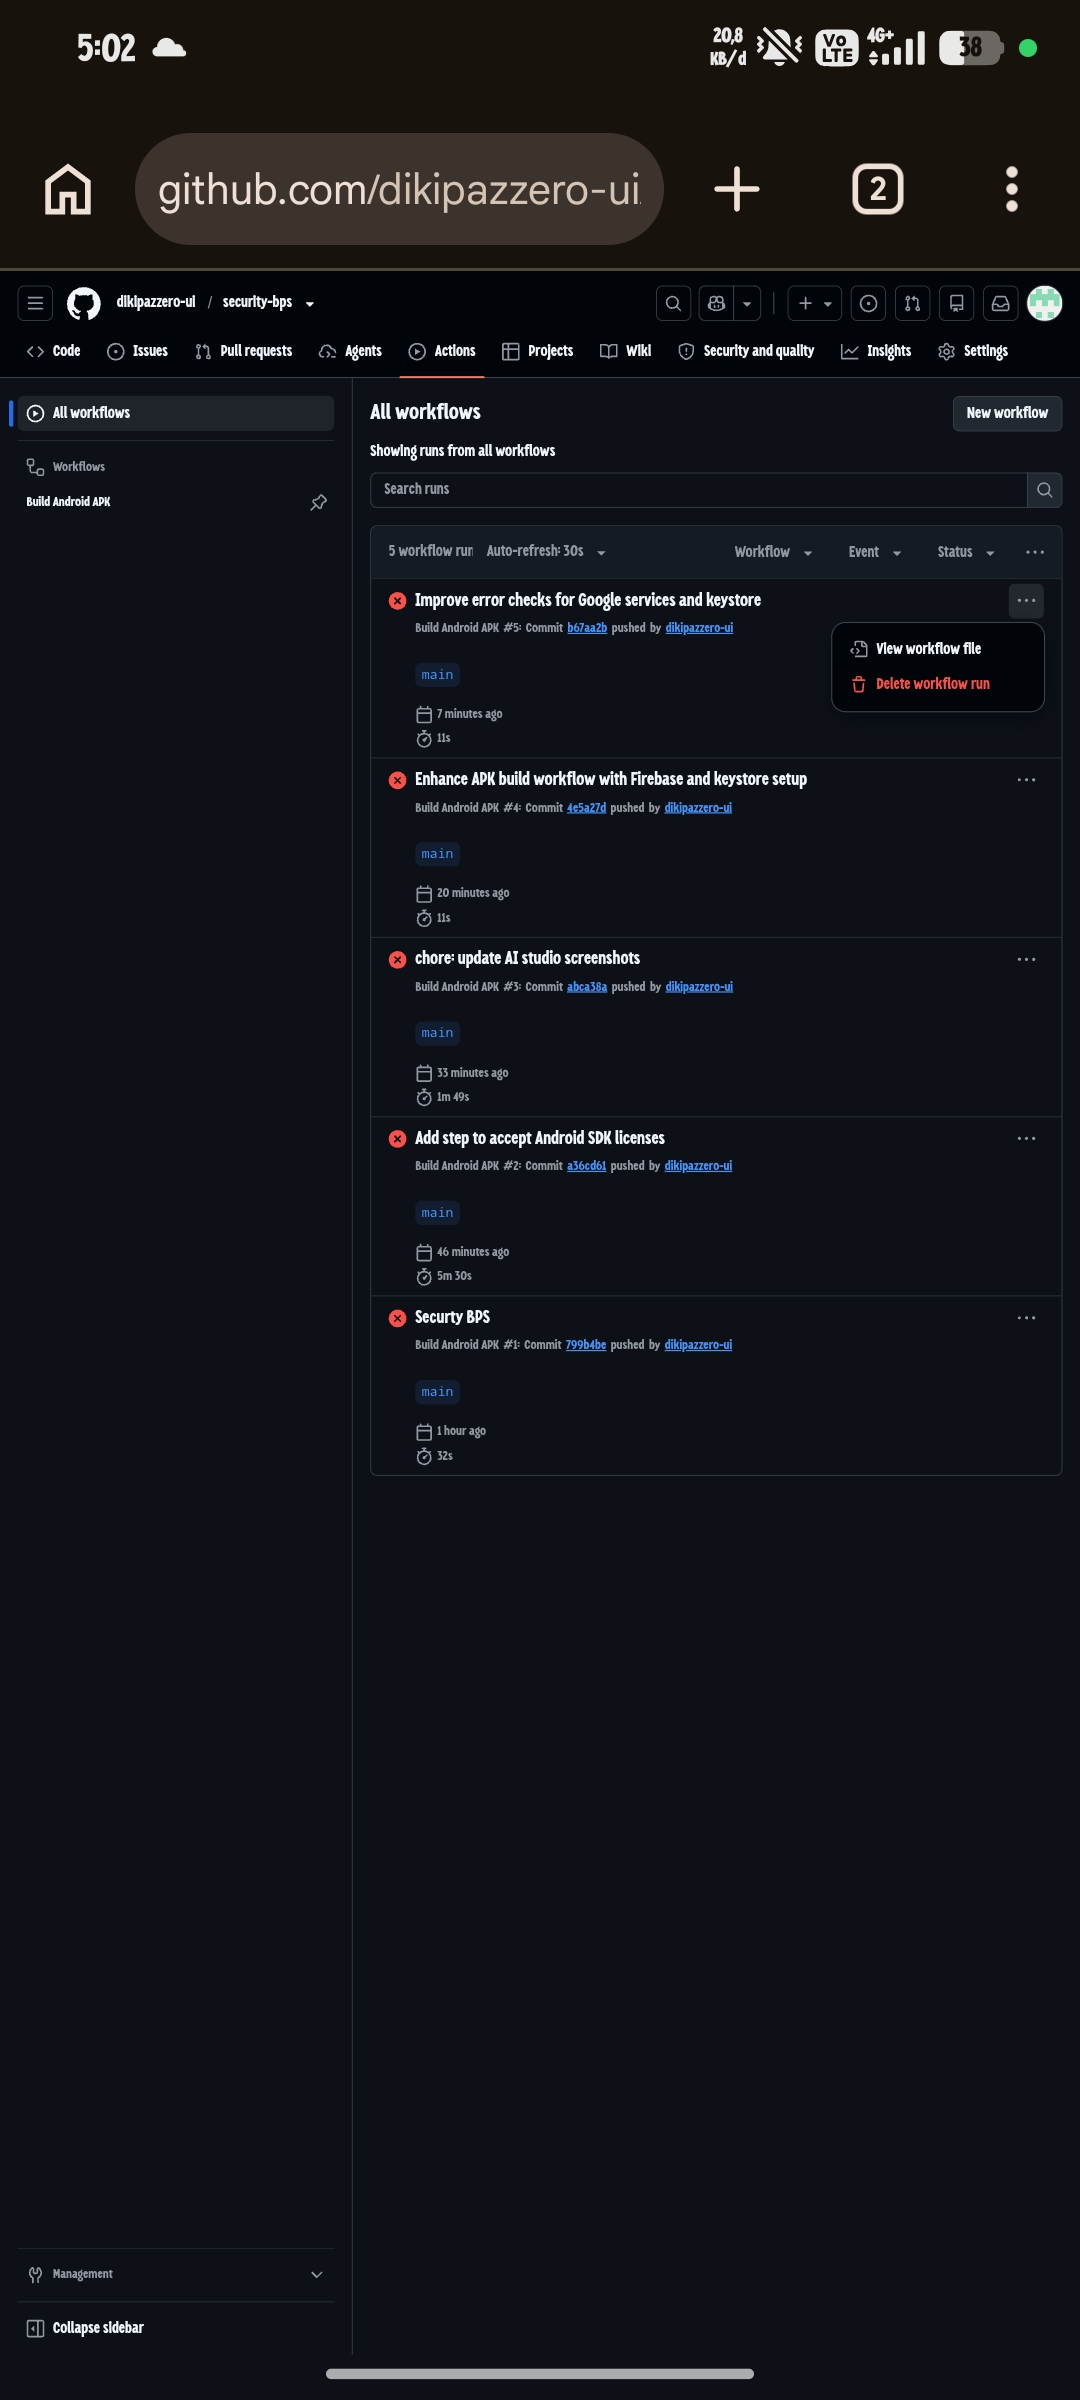 5:02
20,8
KB/d
Vo
LTE
4G+
38
github.com/dikipazzero-ui
2
dikipazzero-ui / security-bps
Code Issues Pull requests Agents Actions Projects Wiki Security and quality Insights Settings
All workflows
Workflows
Build Android APK
All workflows
New workflow
Showing runs from all workflows
Search runs
5 workflow run Auto-refresh: 30s Workflow Event Status
Improve error checks for Google services and keystore
Build Android APK #5: Commit b67aa2b pushed by dikipazzero-ui
View workflow file
Delete workflow run
main
7 minutes ago
11s
Enhance APK build workflow with Firebase and keystore setup
Build Android APK #4: Commit 4e5a27d pushed by dikipazzero-ui
main
20 minutes ago
11s
chore: update AI studio screenshots
Build Android APK #3: Commit abca38a pushed by dikipazzero-ui
main
33 minutes ago
1m 49s
Add step to accept Android SDK licenses
Build Android APK #2: Commit a36cd61 pushed by dikipazzero-ui
main
46 minutes ago
5m 30s
Securty BPS
Build Android APK #1: Commit 799b4be pushed by dikipazzero-ui
main
1 hour ago
32s
Management
Collapse sidebar